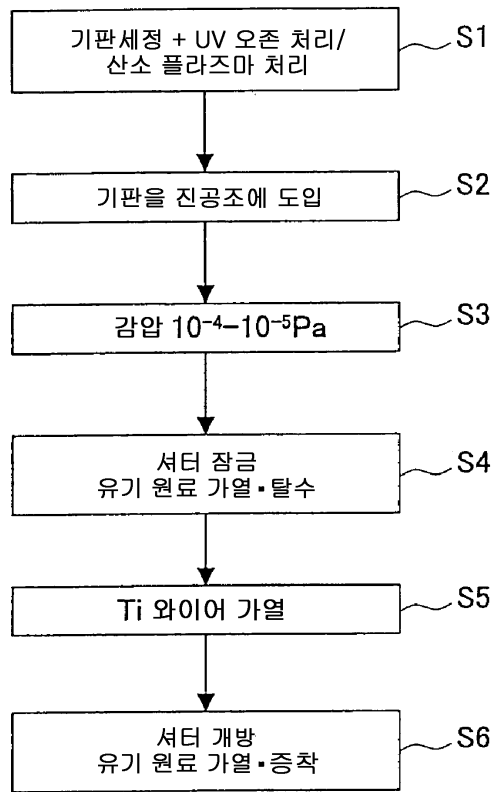 기판세정 + UV 오존 처리/
산소 플라즈마 처리
S1
기판을 진공조에 도입
S2
감압 10⁻⁴–10⁻⁵Pa
S3
셔터 잠금
유기 원료 가열·탈수
S4
Ti 와이어 가열
S5
셔터 개방
유기 원료 가열·증착
S6